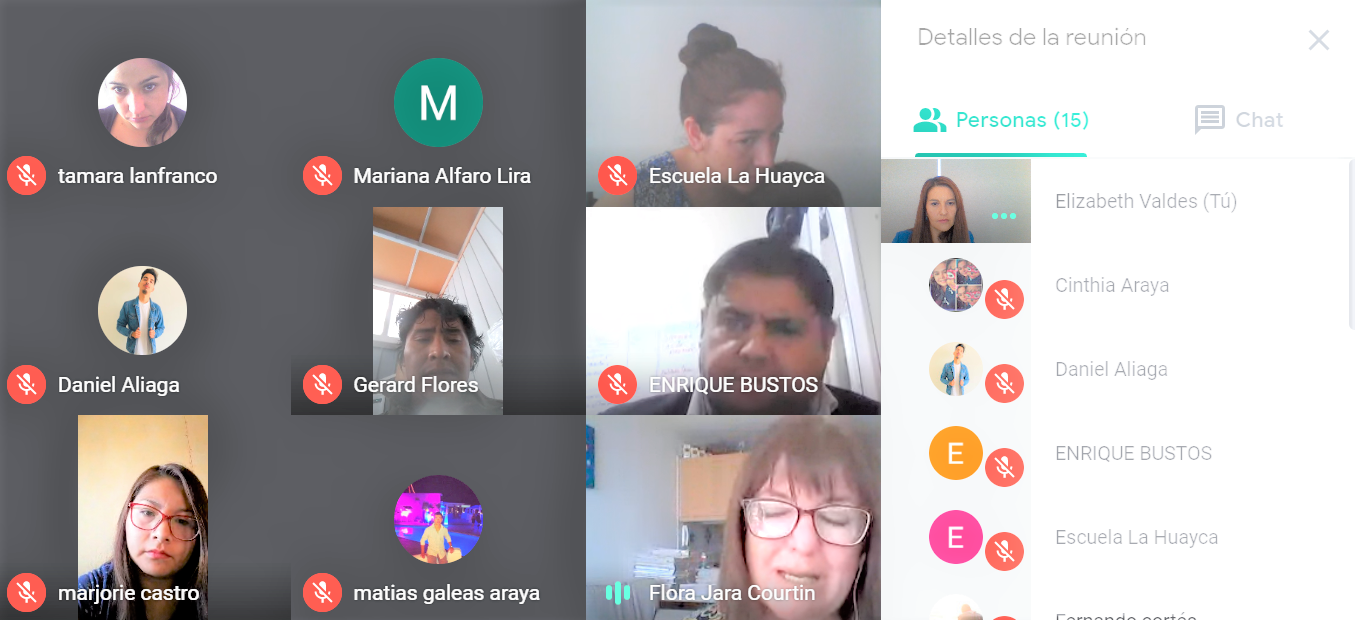 M
tamara lanfranco
Mariana Alfaro Lira
Escuela La Huayca
Daniel Aliaga
Gerard Flores
ENRIQUE BUSTOS
marjorie castro
matias galeas araya
Flora Jara Courtin
Detalles de la reunión
Personas (15)
Chat
Elizabeth Valdes (Tú)
Cinthia Araya
Daniel Aliaga
E
ENRIQUE BUSTOS
E
Escuela La Huayca
Fernando cortés